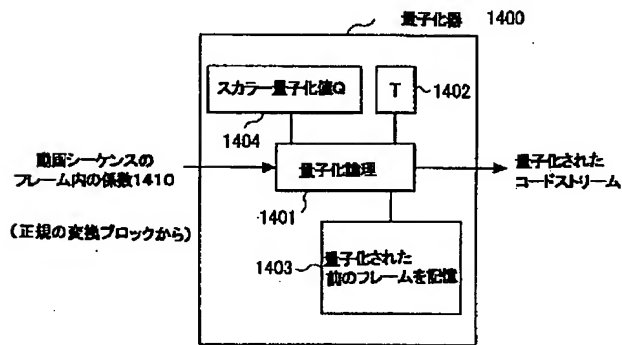 量子化器 1400
スカラー量子化値Q
T
1402
1404
動画シーケンスの
フレーム内の係数1410
量子化論理
量子化された
コードストリーム
1401
(正規の変換ブロックから)
1403
量子化された
前のフレームを記憶